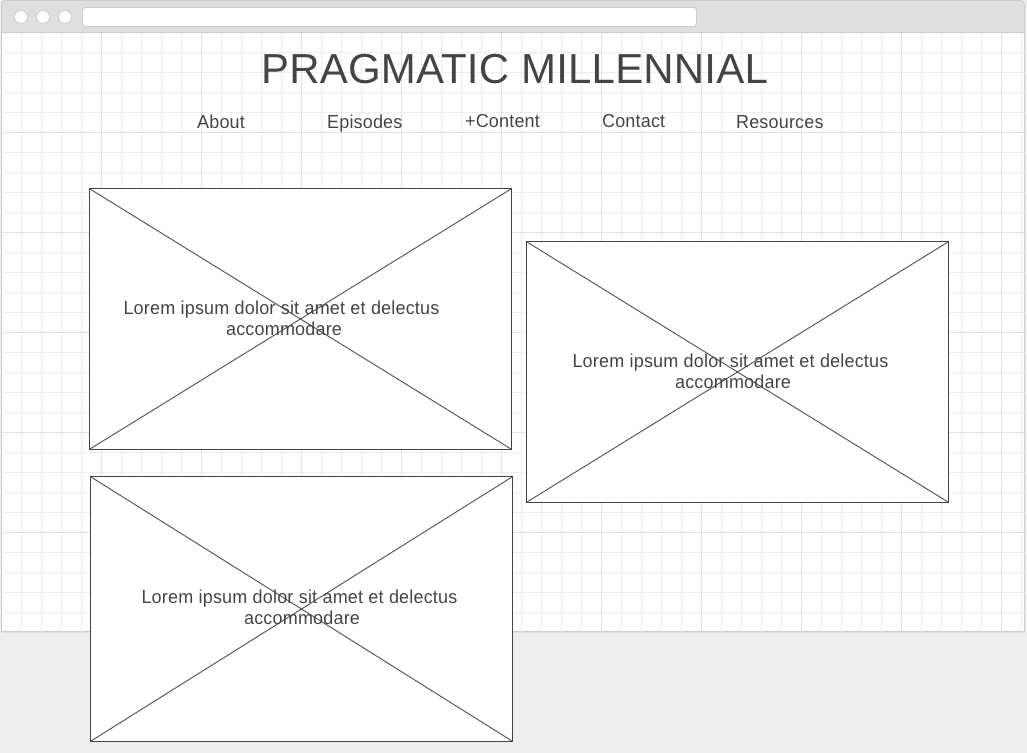 PRAGMATIC MILLENNIAL
About Episodes +Content Contact Resources
Lorem ipsum dolor sit amet et delectus
accommodare
Lorem ipsum dolor sit amet et delectus
accommodare
Lorem ipsum dolor sit amet et delectus
accommodare